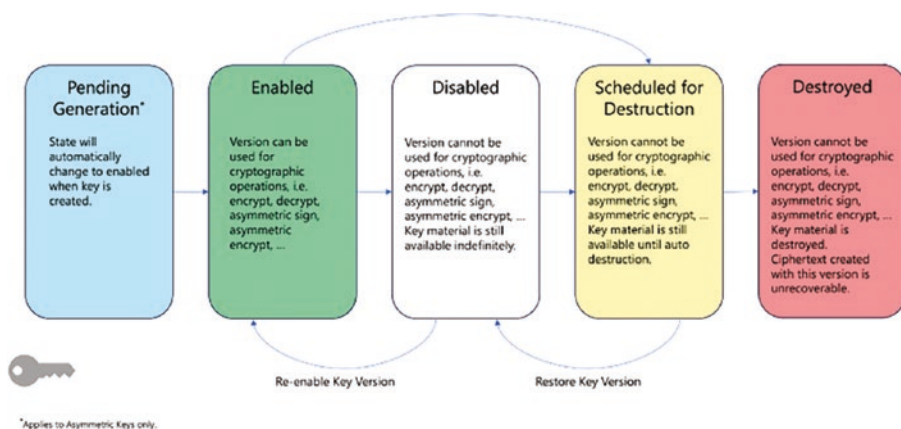 Pending
Generation*
State will
automatically
change to enabled
when key is
created.
Enabled
Version can be
used for
cryptographic
operations, i.e.
encrypt, decrypt,
asymmetric sign,
asymmetric
encrypt, ...
Disabled
Version cannot be
used for cryptographic
operations, i.e.
encrypt, decrypt,
asymmetric sign,
asymmetric encrypt, ...
Key material is still
available indefinitely.
Scheduled for
Destruction
Version cannot be
used for cryptographic
operations, i.e.
encrypt, decrypt,
asymmetric sign,
asymmetric encrypt, ...
Key material is still
available until auto
destruction.
Destroyed
Version cannot be
used for cryptographic
operations, i.e.
encrypt, decrypt,
asymmetric sign,
asymmetric encrypt, ...
Key material is
destroyed.
Ciphertext created
with this version is
unrecoverable.
Re-enable Key Version
Restore Key Version
*Applies to Asymmetric Keys only.